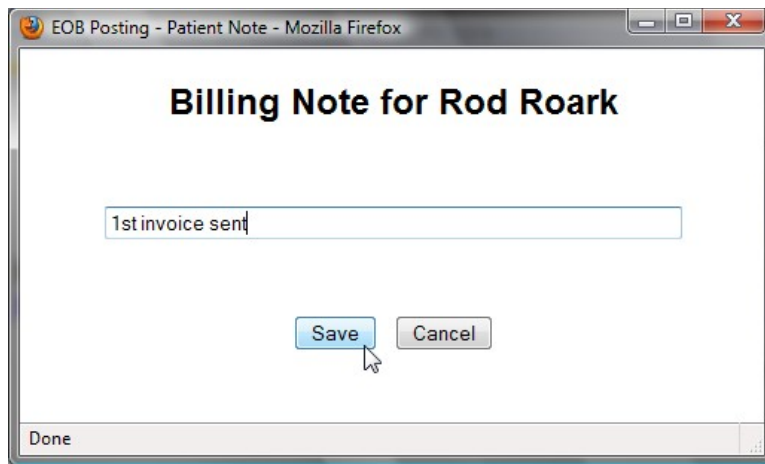 EOB Posting - Patient Note - Mozilla Firefox
Billing Note for Rod Roark
1st invoice sent
Save Cancel
Done